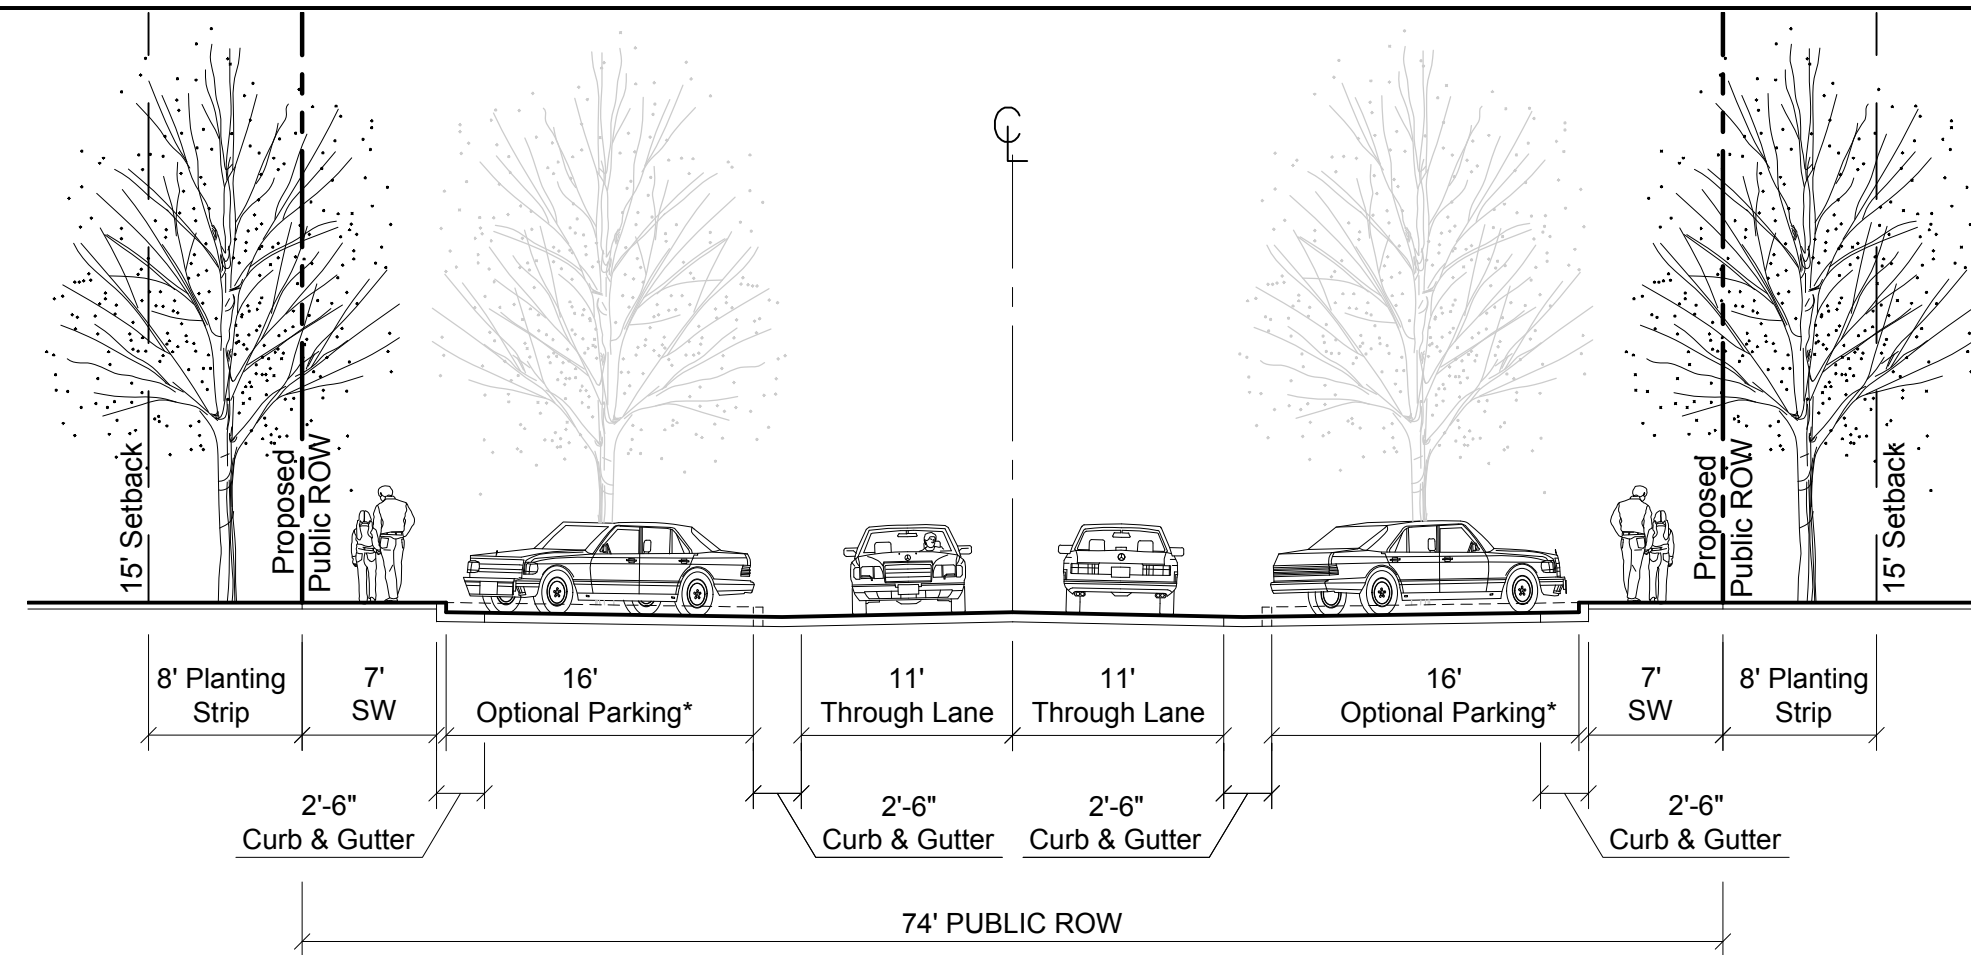 ℄
15' Setback
Proposed
Public ROW
Proposed
Public ROW
15' Setback
8' Planting
Strip
7'
SW
16'
Optional Parking*
11'
Through Lane
11'
Through Lane
16'
Optional Parking*
7'
SW
8' Planting
Strip
2'-6"
Curb & Gutter
2'-6"
Curb & Gutter
2'-6"
Curb & Gutter
2'-6"
Curb & Gutter
74' PUBLIC ROW